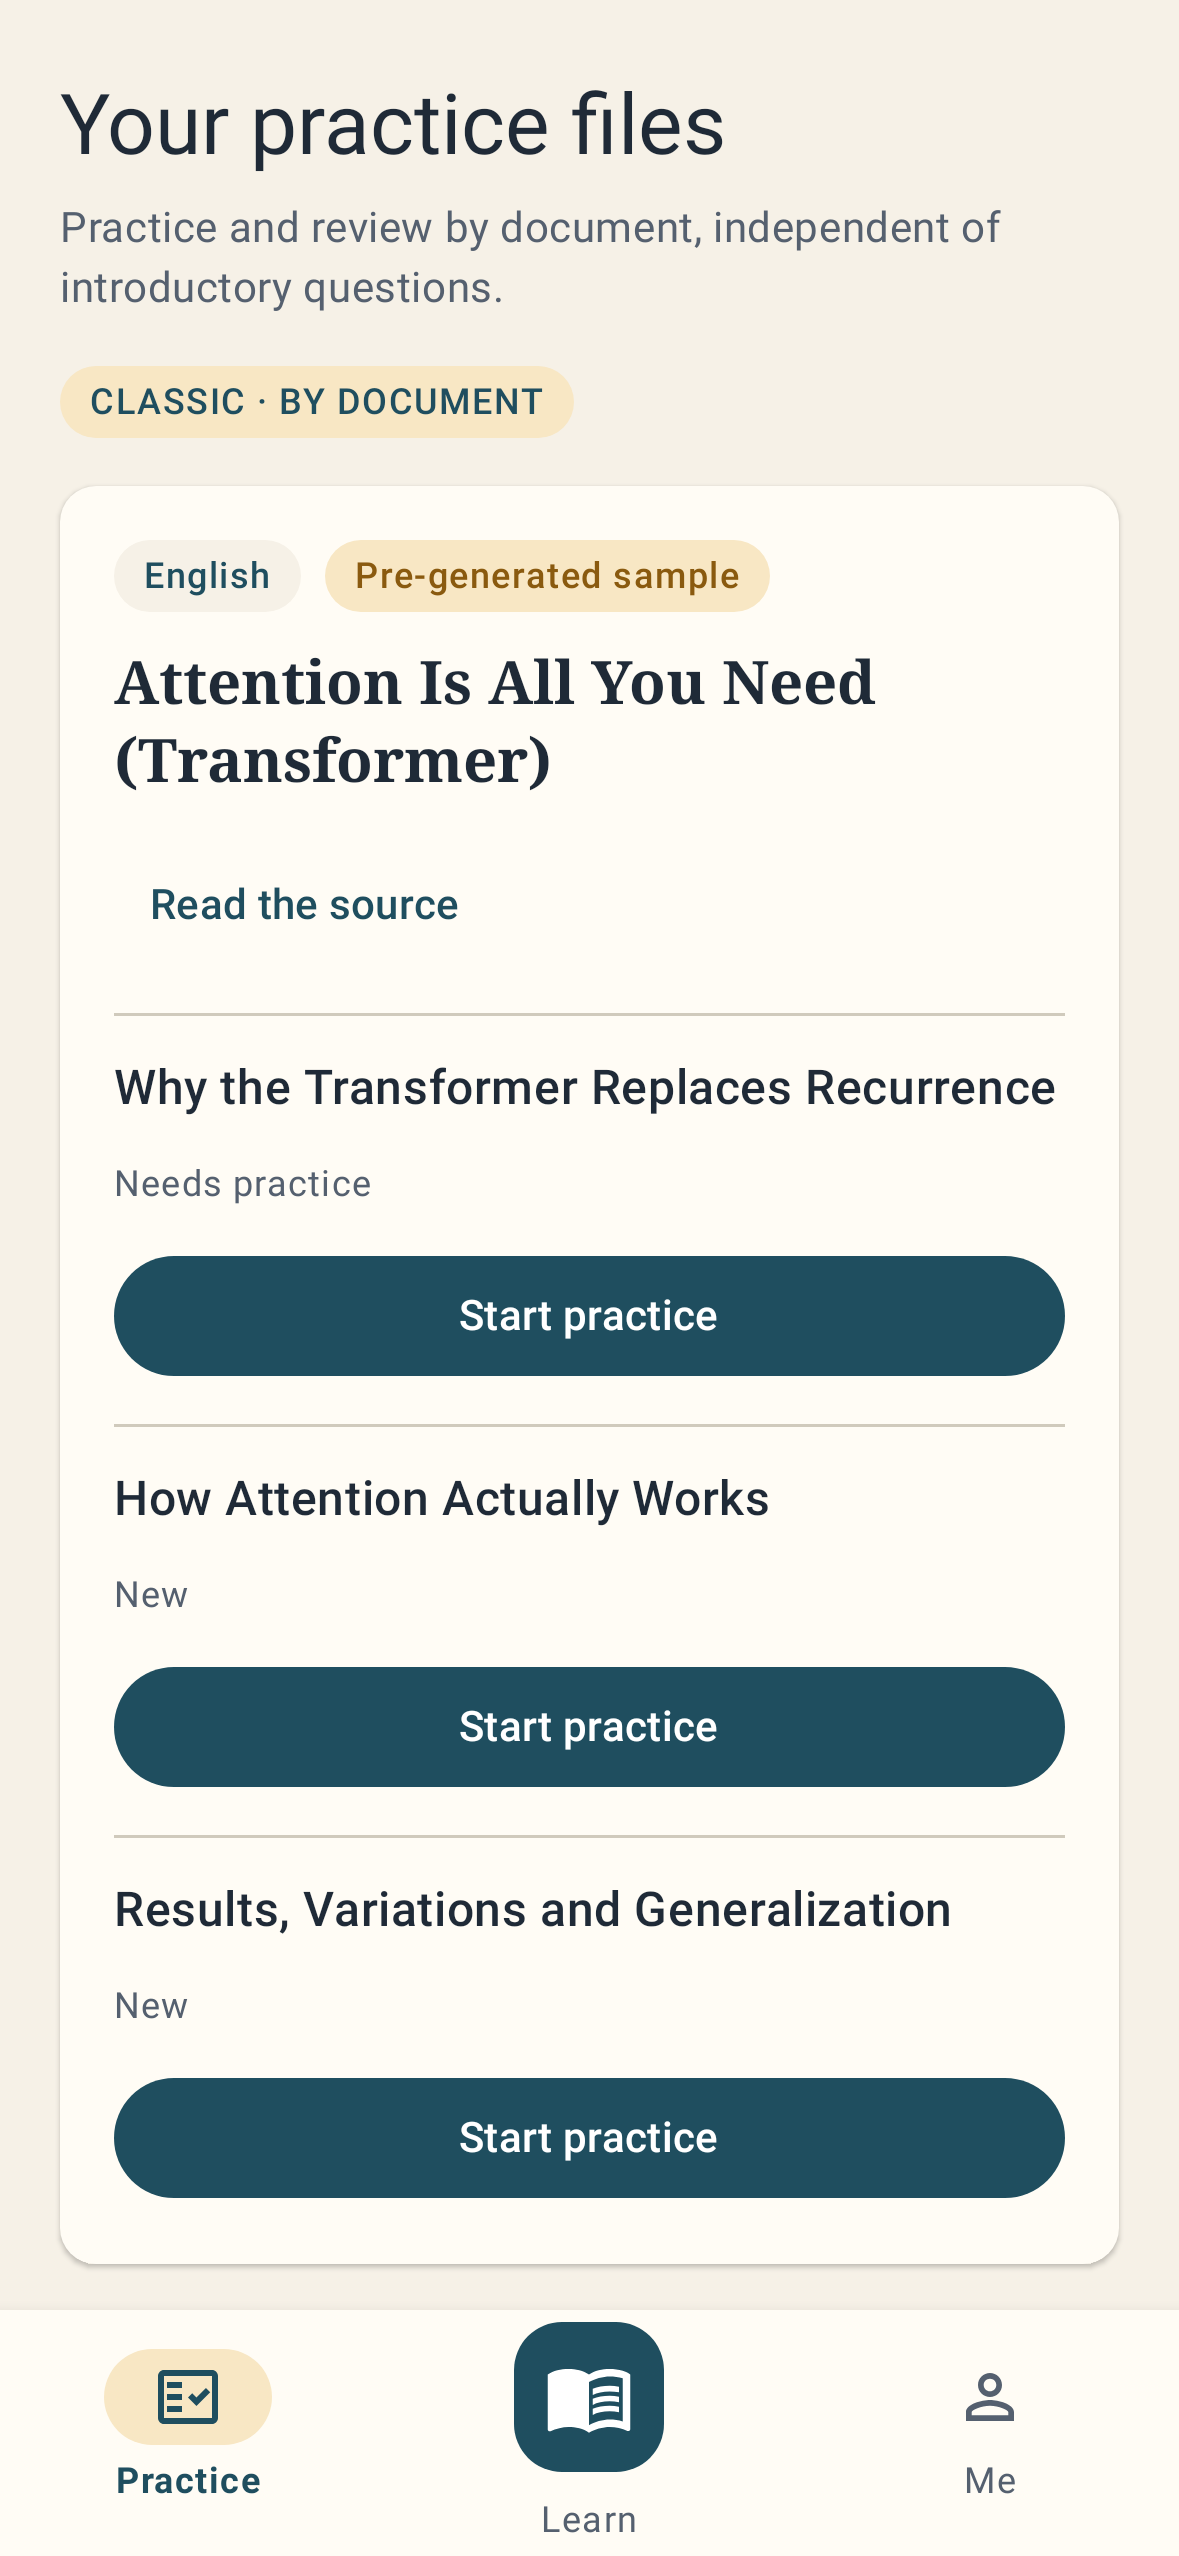 Your practice files
Practice and review by document, independent of
introductory questions.
CLASSIC · BY DOCUMENT
English
Pre-generated sample
Attention Is All You Need
(Transformer)
Read the source
Why the Transformer Replaces Recurrence
Needs practice
Start practice
How Attention Actually Works
New
Start practice
Results, Variations and Generalization
New
Start practice
Practice
Learn
Me